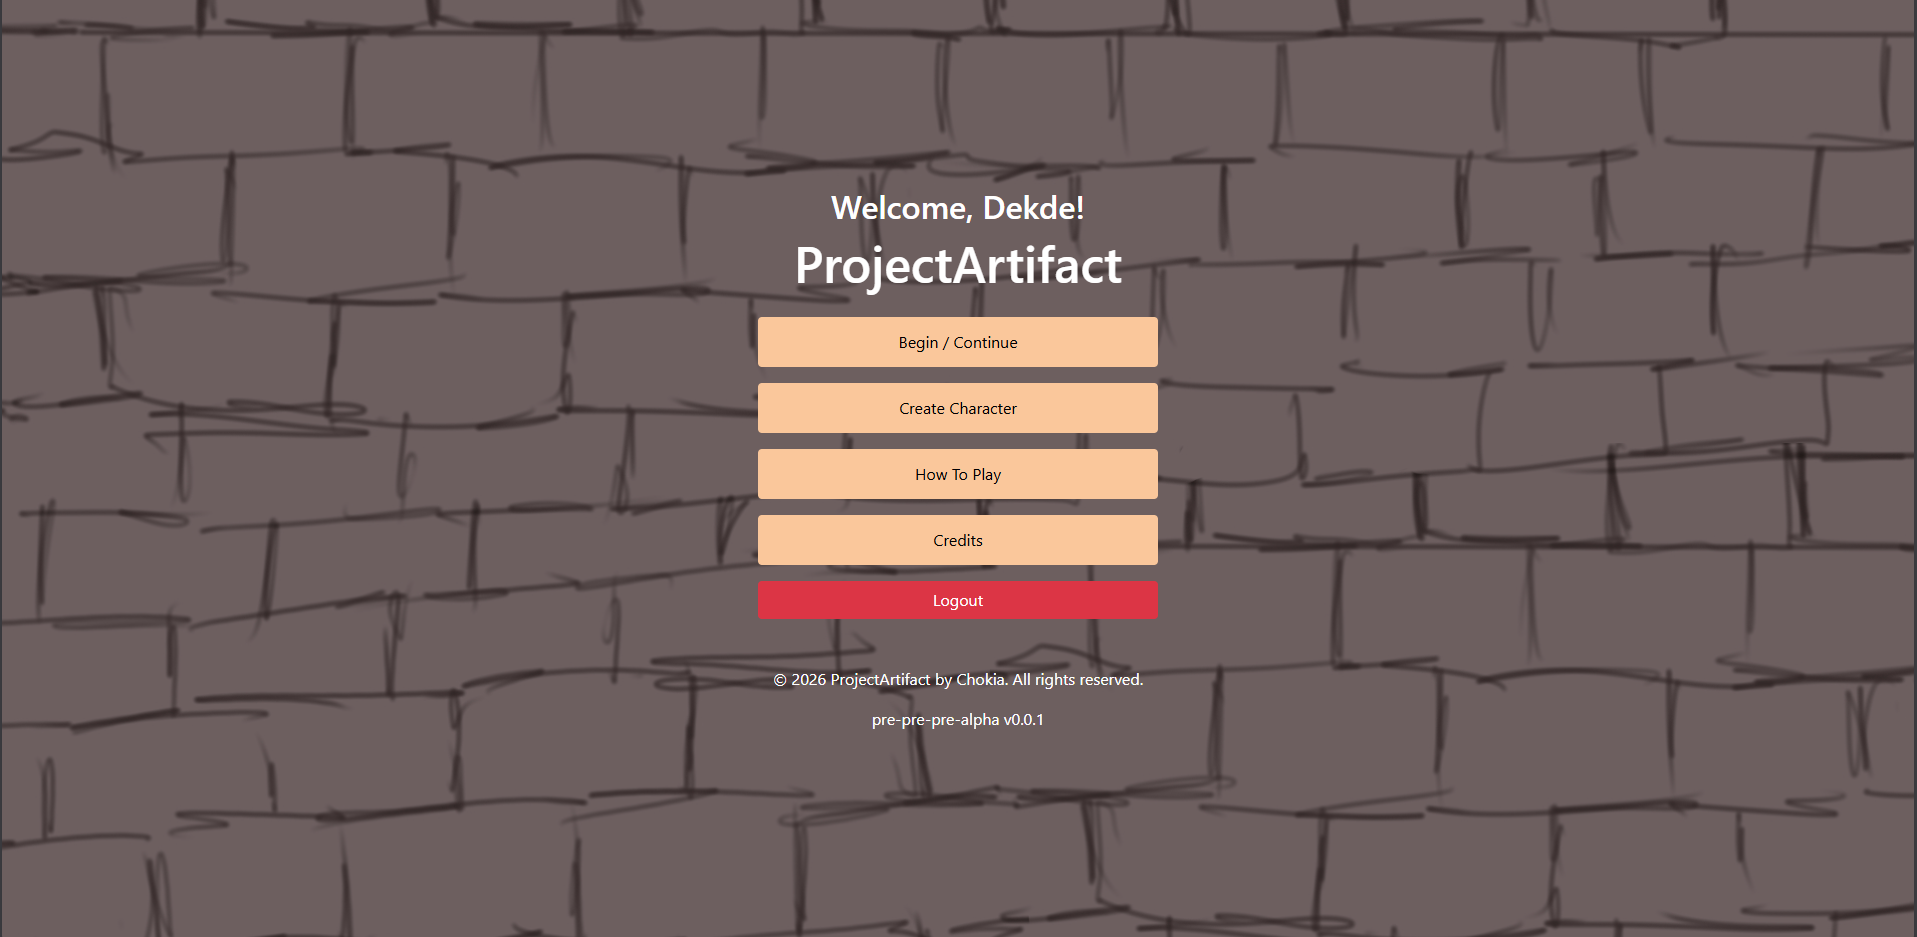 Welcome, Dekde!
ProjectArtifact
Begin / Continue
Create Character
How To Play
Credits
Logout
© 2026 ProjectArtifact by Chokia. All rights reserved.
pre-pre-pre-alpha v0.0.1